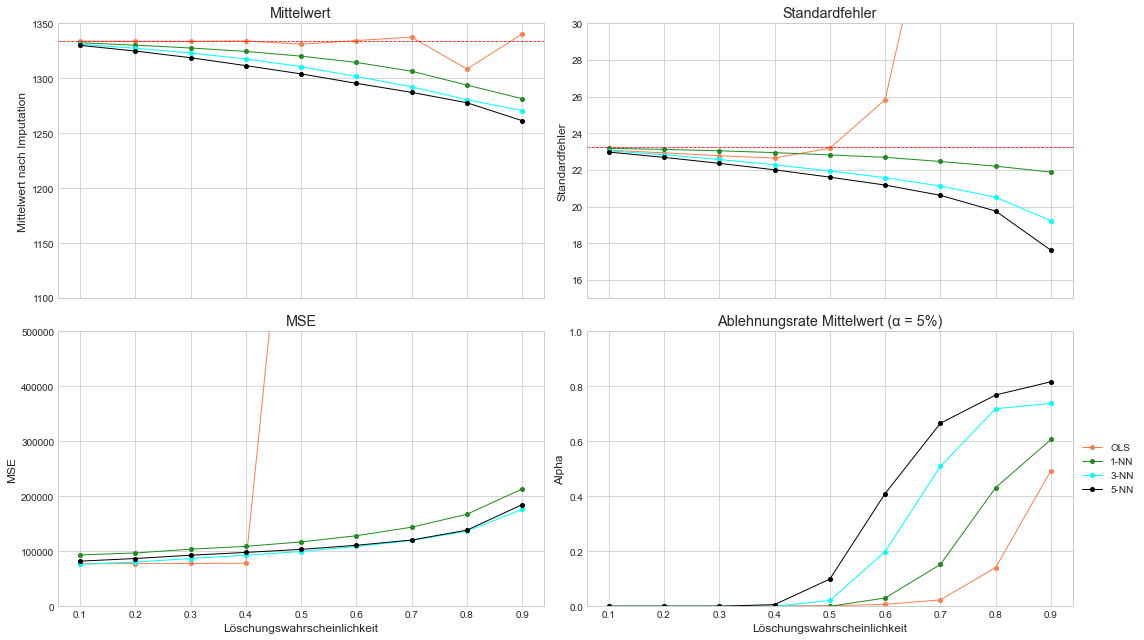 Mittelwert
1350
1300
1250
1200
1150
1100
Mittelwert nach Imputation
Standardfehler
30
28
26
24
22
20
18
16
Standardfehler
MSE
500000
400000
300000
200000
100000
0
MSE
0.1 0.2 0.3 0.4 0.5 0.6 0.7 0.8 0.9
Löschungswahrscheinlichkeit
Ablehnungsrate Mittelwert (α = 5%)
1.0
0.8
0.6
0.4
0.2
0.0
Alpha
0.1 0.2 0.3 0.4 0.5 0.6 0.7 0.8 0.9
Löschungswahrscheinlichkeit
OLS
1-NN
3-NN
5-NN